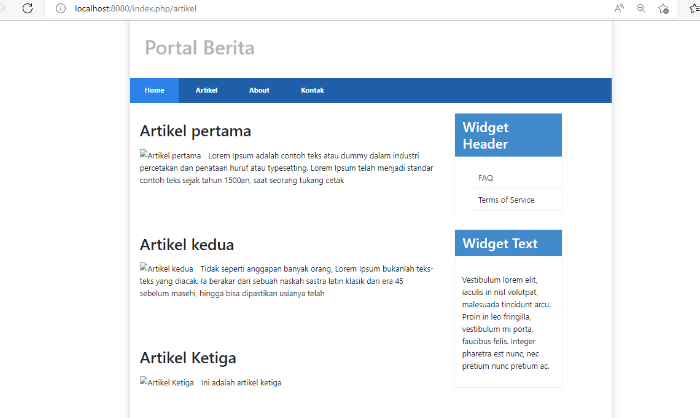 localhost:8080/index.php/artikel
Portal Berita
Home Artikel About Kontak
Artikel pertama
Artikel pertama Lorem Ipsum adalah contoh teks atau dummy dalam industri
percetakan dan penataan huruf atau typesetting. Lorem Ipsum telah menjadi standar
contoh teks sejak tahun 1500an, saat seorang tukang cetak
Artikel kedua
Artikel kedua Tidak seperti anggapan banyak orang, Lorem Ipsum bukanlah teks-
teks yang diacak. Ia berakar dari sebuah naskah sastra latin klasik dari era 45
sebelum masehi, hingga bisa dipastikan usianya telah
Artikel Ketiga
Artikel Ketiga Ini adalah artikel ketiga
Widget
Header
FAQ
Terms of Service
Widget Text
Vestibulum lorem elit,
iaculis in nisl volutpat,
malesuada tincidunt arcu.
Proin in leo fringilla,
vestibulum mi porta,
faucibus felis. Integer
pharetra est nunc, nec
pretium nunc pretium ac.